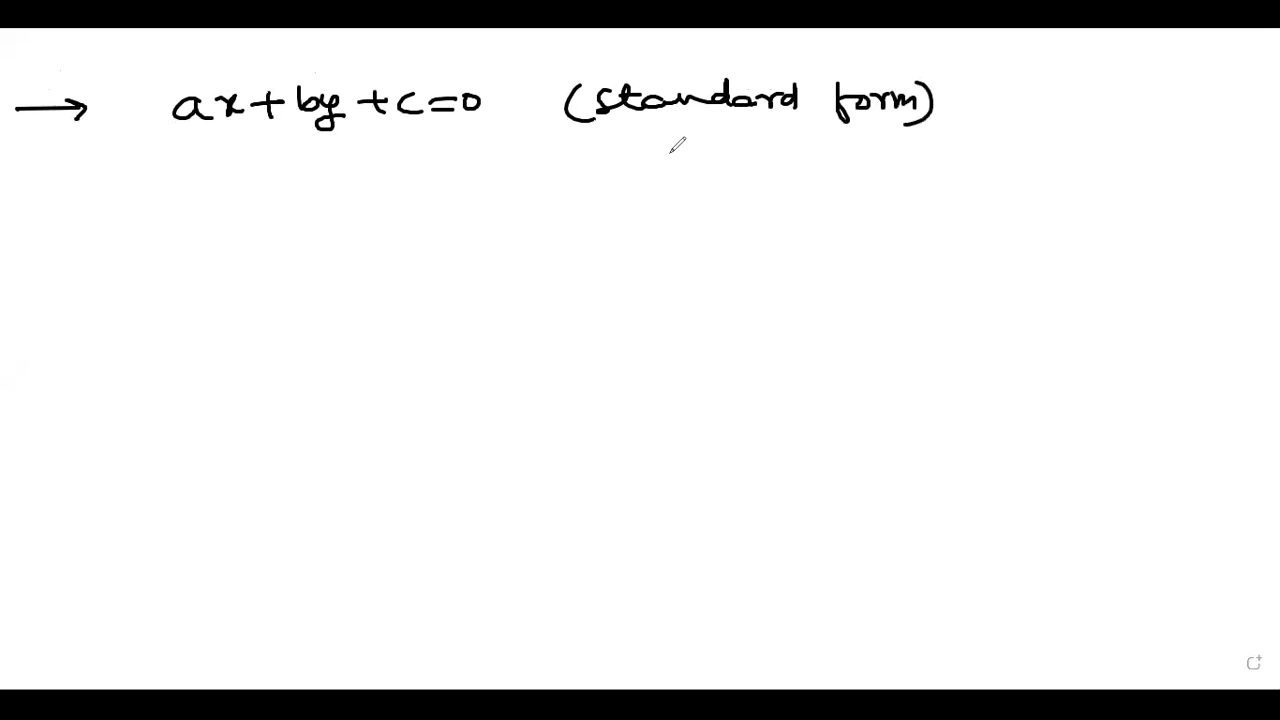 → ax+by+c=0 (standard form)